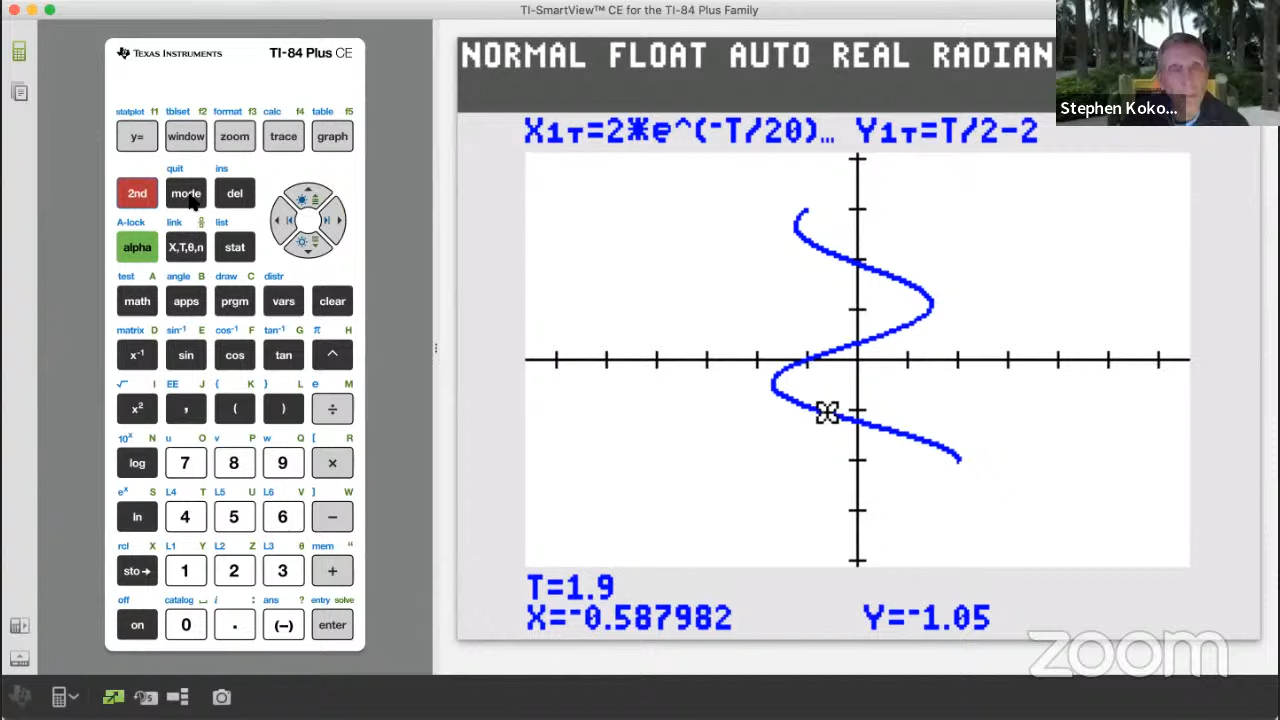 TI-SmartView™ CE for the TI-84 Plus Family
Stephen Koko...
TEXAS INSTRUMENTS TI-84 Plus CE
statplot f1 tblset f2 format f3 calc f4 table f5
y= window zoom trace graph
quit ins
2nd mode del
A-lock link list
alpha X,T,θ,n stat
test A angle B draw C distr
math apps prgm vars clear
matrix D sin⁻¹ E cos⁻¹ F tan⁻¹ G π H
x⁻¹ sin cos tan ^
√ I EE J { K } L e M
x² , ( ) ÷
10ˣ N u O v P w Q [ R
log 7 8 9 ×
eˣ S L4 T L5 U L6 V ] W
ln 4 5 6 −
rcl X L1 Y L2 Z L3 θ mem "
sto→ 1 2 3 +
off catalog ⎵ i : ans ? entry solve
on 0 . (−) enter
NORMAL FLOAT AUTO REAL RADIAN
X₁ᴛ=2*e^(⁻T/20)… Y₁ᴛ=T/2−2
T=1.9
X=⁻0.587982 Y=⁻1.05
zoom